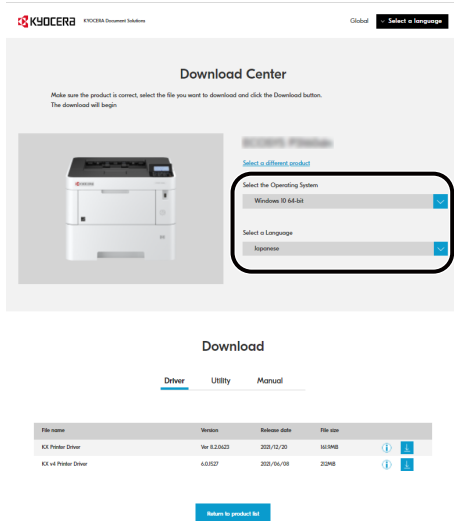 KYOCERA KYOCERA Document Solutions Global Select a language
Download Center
Make sure the product is correct, select the file you want to download and click the Download button.
The download will begin
Select a different product
Select the Operating System
Windows 10 64-bit
Select a Language
Japanese
Download
Driver Utility Manual
File name Version Release date File size
KX Printer Driver Ver 8.2.0623 2021/12/20 161.9MB
KX v4 Printer Driver 6.0.1527 2021/06/08 212MB
Return to product list